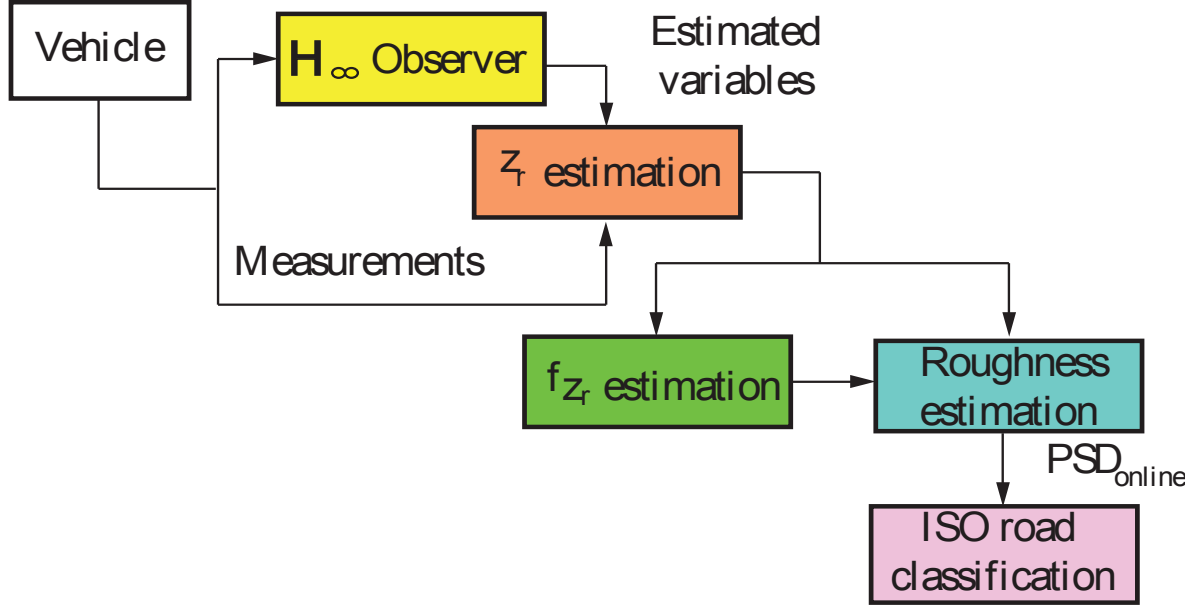 Vehicle
H∞ Observer
Estimated
variables
zr estimation
Measurements
fzr estimation
Roughness
estimation
PSDonline
ISO road
classification